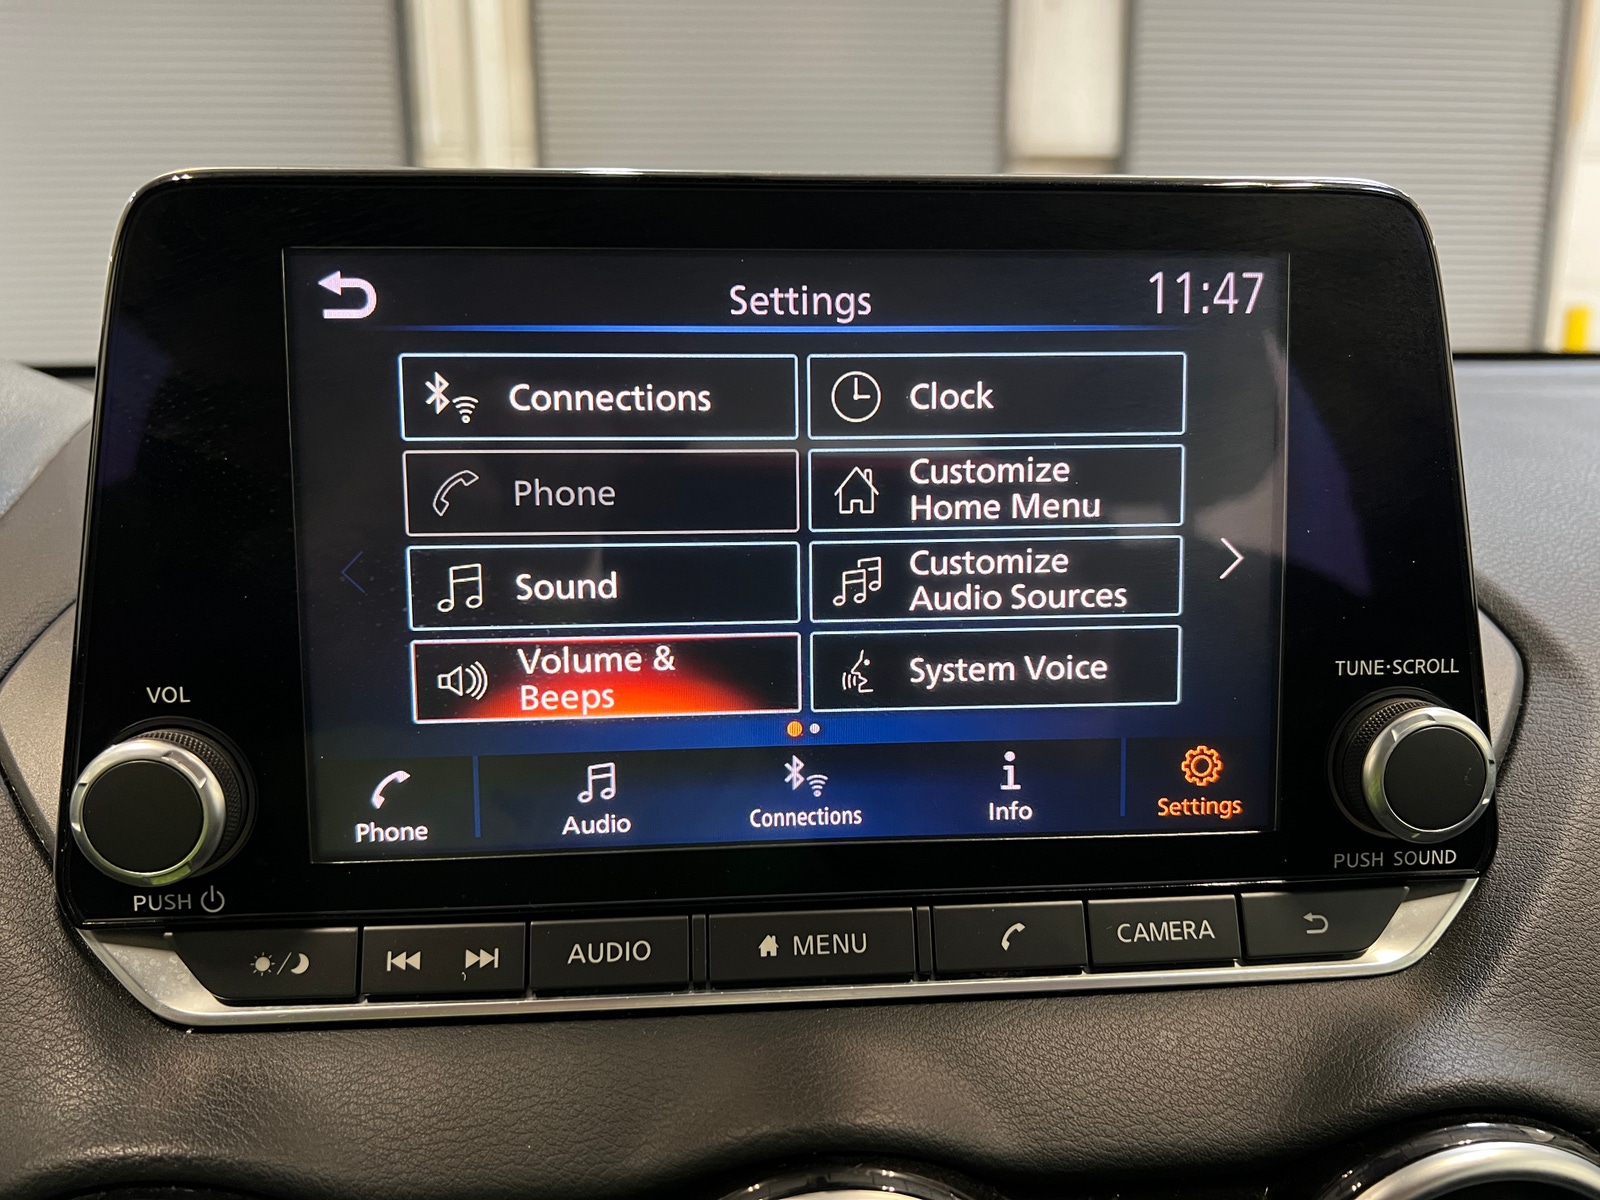 Settings
11:47
Connections
Clock
Phone
Customize
Home Menu
Sound
Customize
Audio Sources
Volume &
Beeps
System Voice
Phone
Audio
Connections
Info
Settings
VOL
PUSH
TUNE·SCROLL
PUSH SOUND
AUDIO
MENU
CAMERA